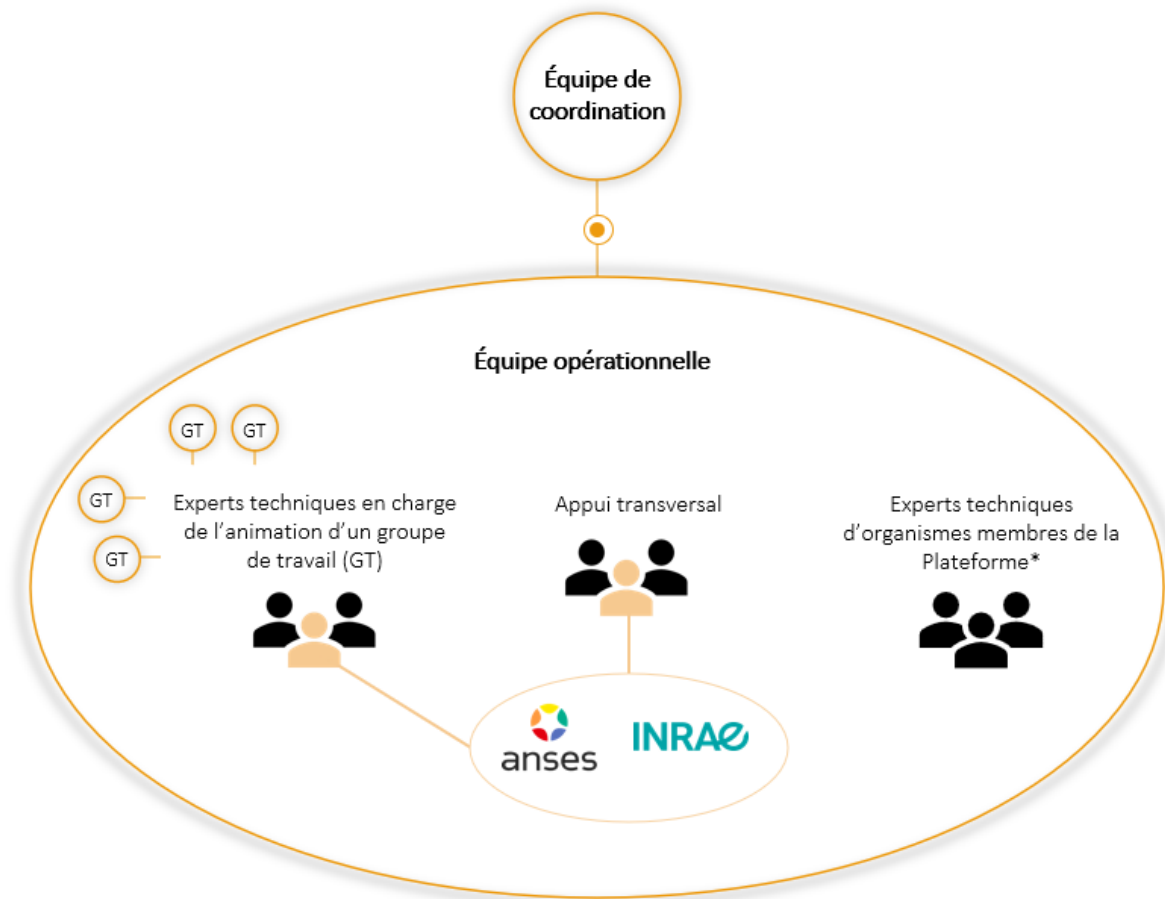 Équipe de
coordination
Équipe opérationnelle
GT
GT
GT
GT
Experts techniques en charge
de l'animation d'un groupe
de travail (GT)
Appui transversal
Experts techniques
d'organismes membres de la
Plateforme*
anses
INRAE